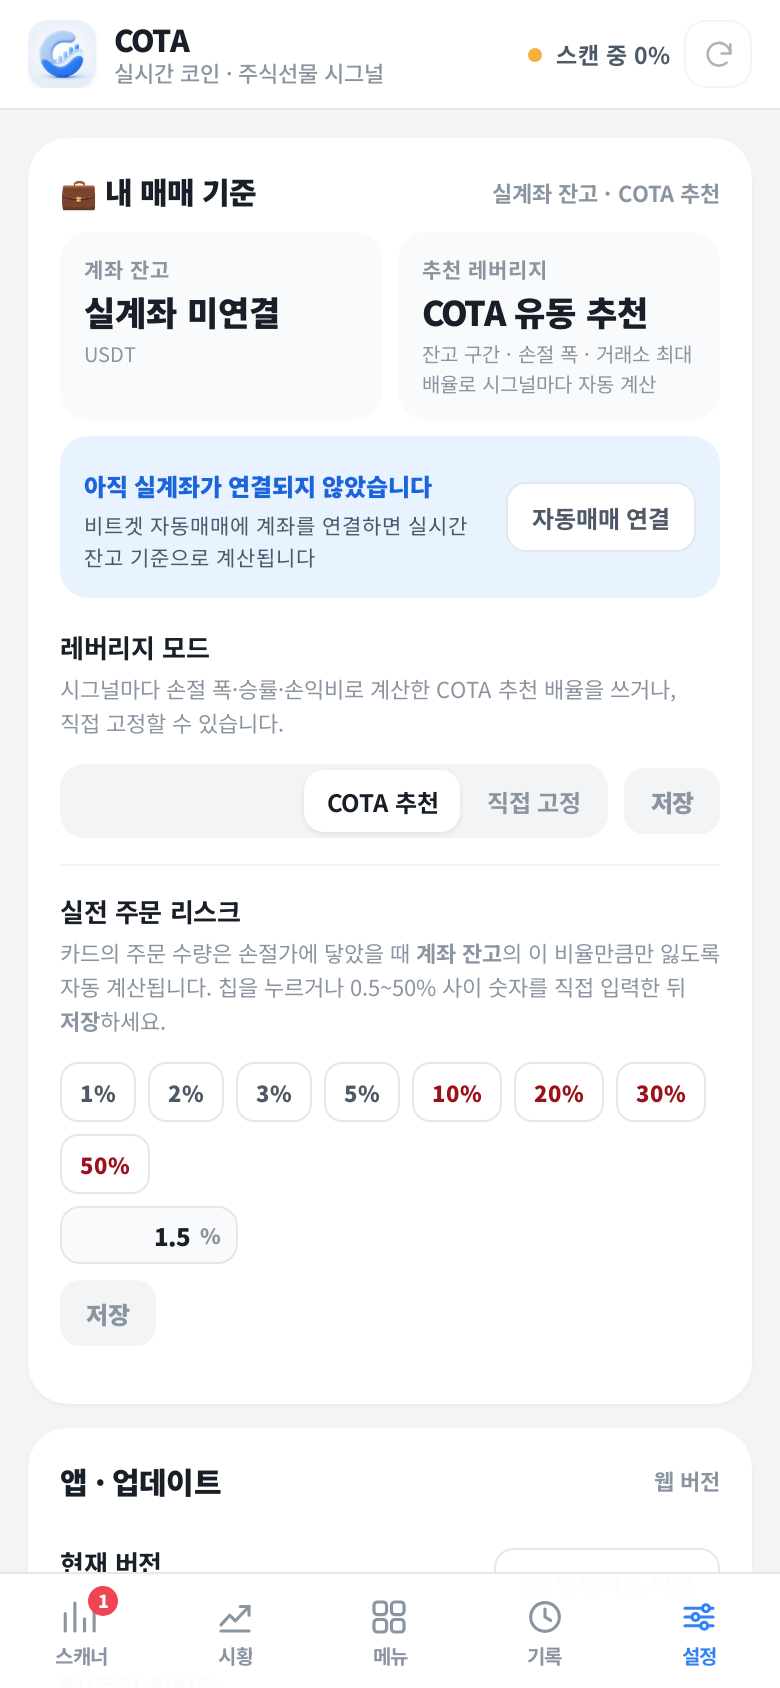 COTA
실시간 코인 · 주식선물 시그널
스캔 중 0%
내 매매 기준
실계좌 잔고 · COTA 추천
계좌 잔고
실계좌 미연결
USDT
추천 레버리지
COTA 유동 추천
잔고 구간 · 손절 폭 · 거래소 최대
배율로 시그널마다 자동 계산
아직 실계좌가 연결되지 않았습니다
비트겟 자동매매에 계좌를 연결하면 실시간
잔고 기준으로 계산됩니다
자동매매 연결
레버리지 모드
시그널마다 손절 폭·승률·손익비로 계산한 COTA 추천 배율을 쓰거나,
직접 고정할 수 있습니다.
COTA 추천
직접 고정
저장
실전 주문 리스크
카드의 주문 수량은 손절가에 닿았을 때 계좌 잔고의 이 비율만큼만 잃도록
자동 계산됩니다. 칩을 누르거나 0.5~50% 사이 숫자를 직접 입력한 뒤
저장하세요.
1% 2% 3% 5% 10% 20% 30%
50%
1.5 %
저장
앱 · 업데이트
웹 버전
현재 버전
1
스캐너
시황
메뉴
기록
설정